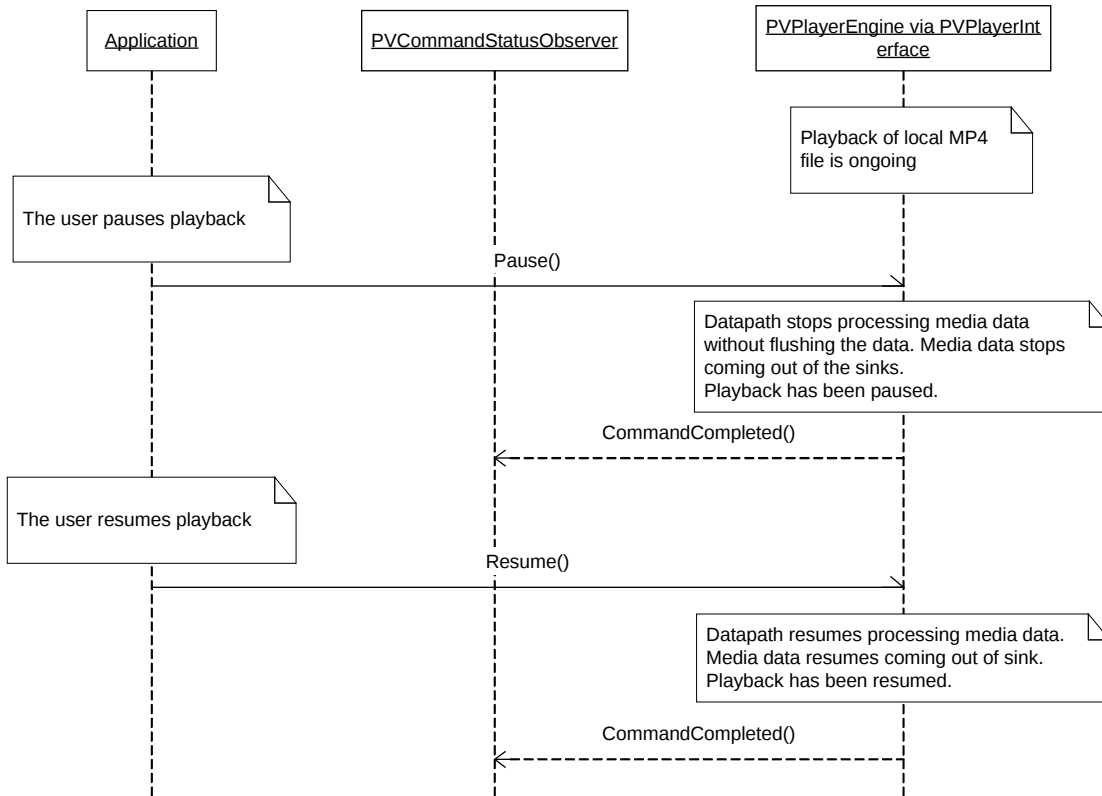 Application
PVCommandStatusObserver
PVPlayerEngine via PVPlayerInt
erface
Playback of local MP4
file is ongoing
The user pauses playback
Pause()
Datapath stops processing media data
without flushing the data. Media data stops
coming out of the sinks.
Playback has been paused.
CommandCompleted()
The user resumes playback
Resume()
Datapath resumes processing media data.
Media data resumes coming out of sink.
Playback has been resumed.
CommandCompleted()